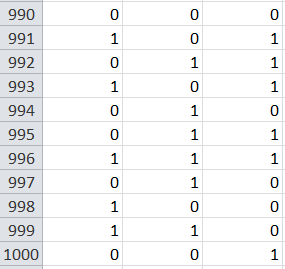 990 0 0 0
991 1 0 1
992 0 1 1
993 1 0 1
994 0 1 0
995 0 1 1
996 1 1 1
997 0 1 0
998 1 0 0
999 1 1 0
1000 0 0 1